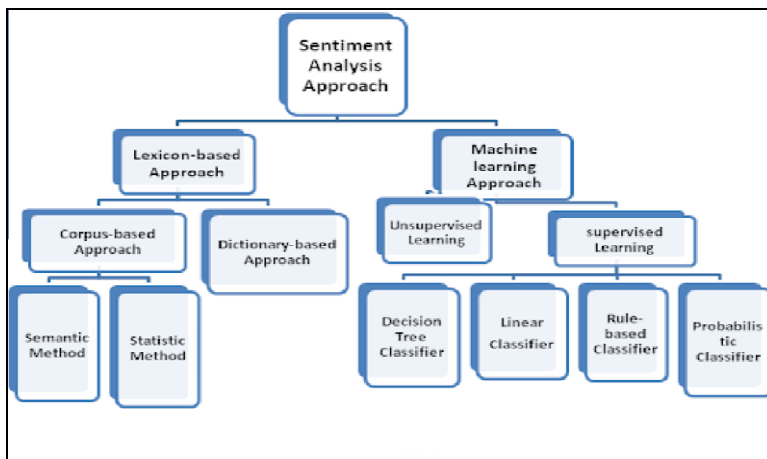 Sentiment
Analysis
Approach
Lexicon-based
Approach
Machine
learning
Approach
Corpus-based
Approach
Dictionary-based
Approach
Unsupervised
Learning
supervised
Learning
Semantic
Method
Statistic
Method
Decision
Tree
Classifier
Linear
Classifier
Rule-
based
Classifier
Probabilis
tic
Classifier